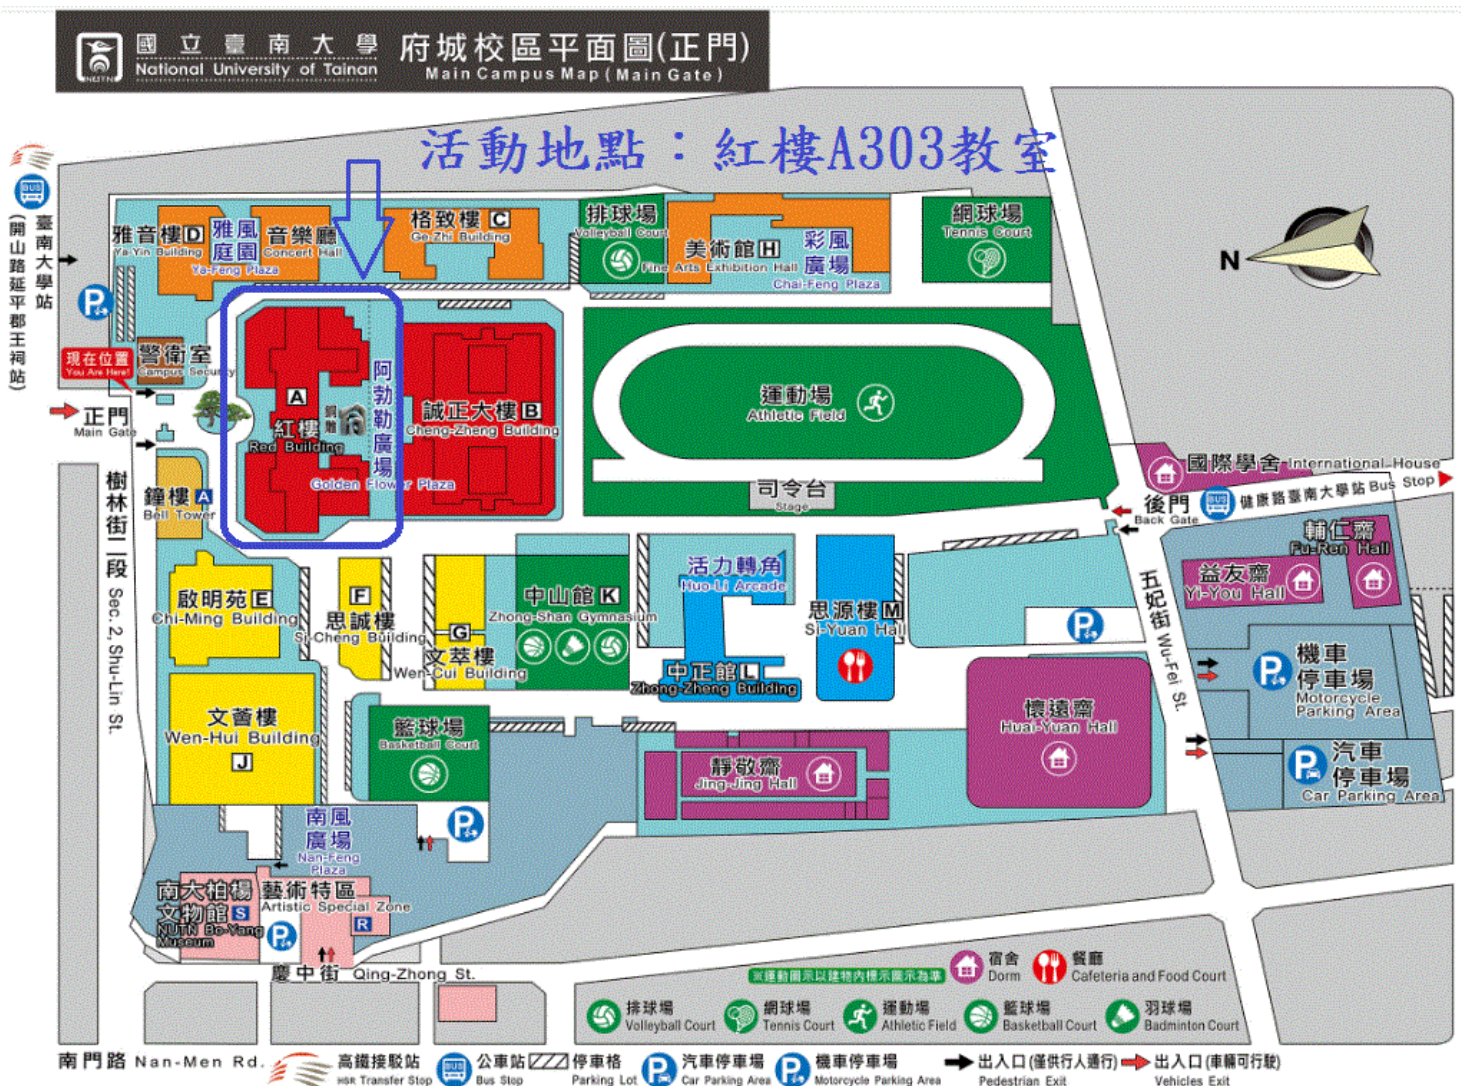 國立臺南大學
National University of Tainan
NUTN
府城校區平面圖(正門)
Main Campus Map (Main Gate)
活動地點：紅樓A303教室
BUS
臺南大學站
(開山路延平郡王祠站)
雅音樓 D
Ya-Yin Building
雅風庭園
Ya-Feng Plaza
音樂廳
Concert Hall
格致樓 C
Ge-Zhi Building
排球場
Volleyball Court
美術館 H
Fine Arts Exhibition Hall
彩風廣場
Chai-Feng Plaza
網球場
Tennis Court
N
P
現在位置
You Are Here!
警衛室
Campus Security
正門
Main Gate
A
紅樓
Red Building
銅雕
阿勃勒廣場
Golden Flower Plaza
誠正大樓 B
Cheng-Zheng Building
運動場
Athletic Field
司令台
Stage
國際學舍 International House
後門
Back Gate
BUS
健康路臺南大學站 Bus Stop
鐘樓 A
Bell Tower
樹林街二段 Sec. 2, Shu-Lin St.
啟明苑 E
Chi-Ming Building
F
思誠樓
Si-Cheng Building
G
文萃樓
Wen-Cui Building
中山館 K
Zhong-Shan Gymnasium
活力轉角
Huo-Li Arcade
中正館 L
Zhong-Zheng Building
思源樓 M
Si-Yuan Hall
P
五妃街 Wu-Fei St.
輔仁齋
Fu-Ren Hall
益友齋
Yi-You Hall
P
機車
停車場
Motorcycle
Parking Area
P
汽車
停車場
Car Parking Area
文薈樓
Wen-Hui Building
J
籃球場
Basketball Court
靜敬齋
Jing-Jing Hall
懷遠齋
Huai-Yuan Hall
P
南風
廣場
Nan-Feng
Plaza
南大柏楊
文物館 S
NUTN Bo-Yang
Museum
藝術特區
Artistic Special Zone
R
P
慶中街 Qing-Zhong St.
※運動圖示以建物內標示圖示為準
宿舍
Dorm
餐廳
Cafeteria and Food Court
排球場
Volleyball Court
網球場
Tennis Court
運動場
Athletic Field
籃球場
Basketball Court
羽球場
Badminton Court
南門路 Nan-Men Rd.
高鐵接駁站
HSR Transfer Stop
BUS
公車站
Bus Stop
停車格
Parking Lot
P
汽車停車場
Car Parking Area
P
機車停車場
Motorcycle Parking Area
出入口(僅供行人通行)
Pedestrian Exit
出入口(車輛可行駛)
Vehicles Exit